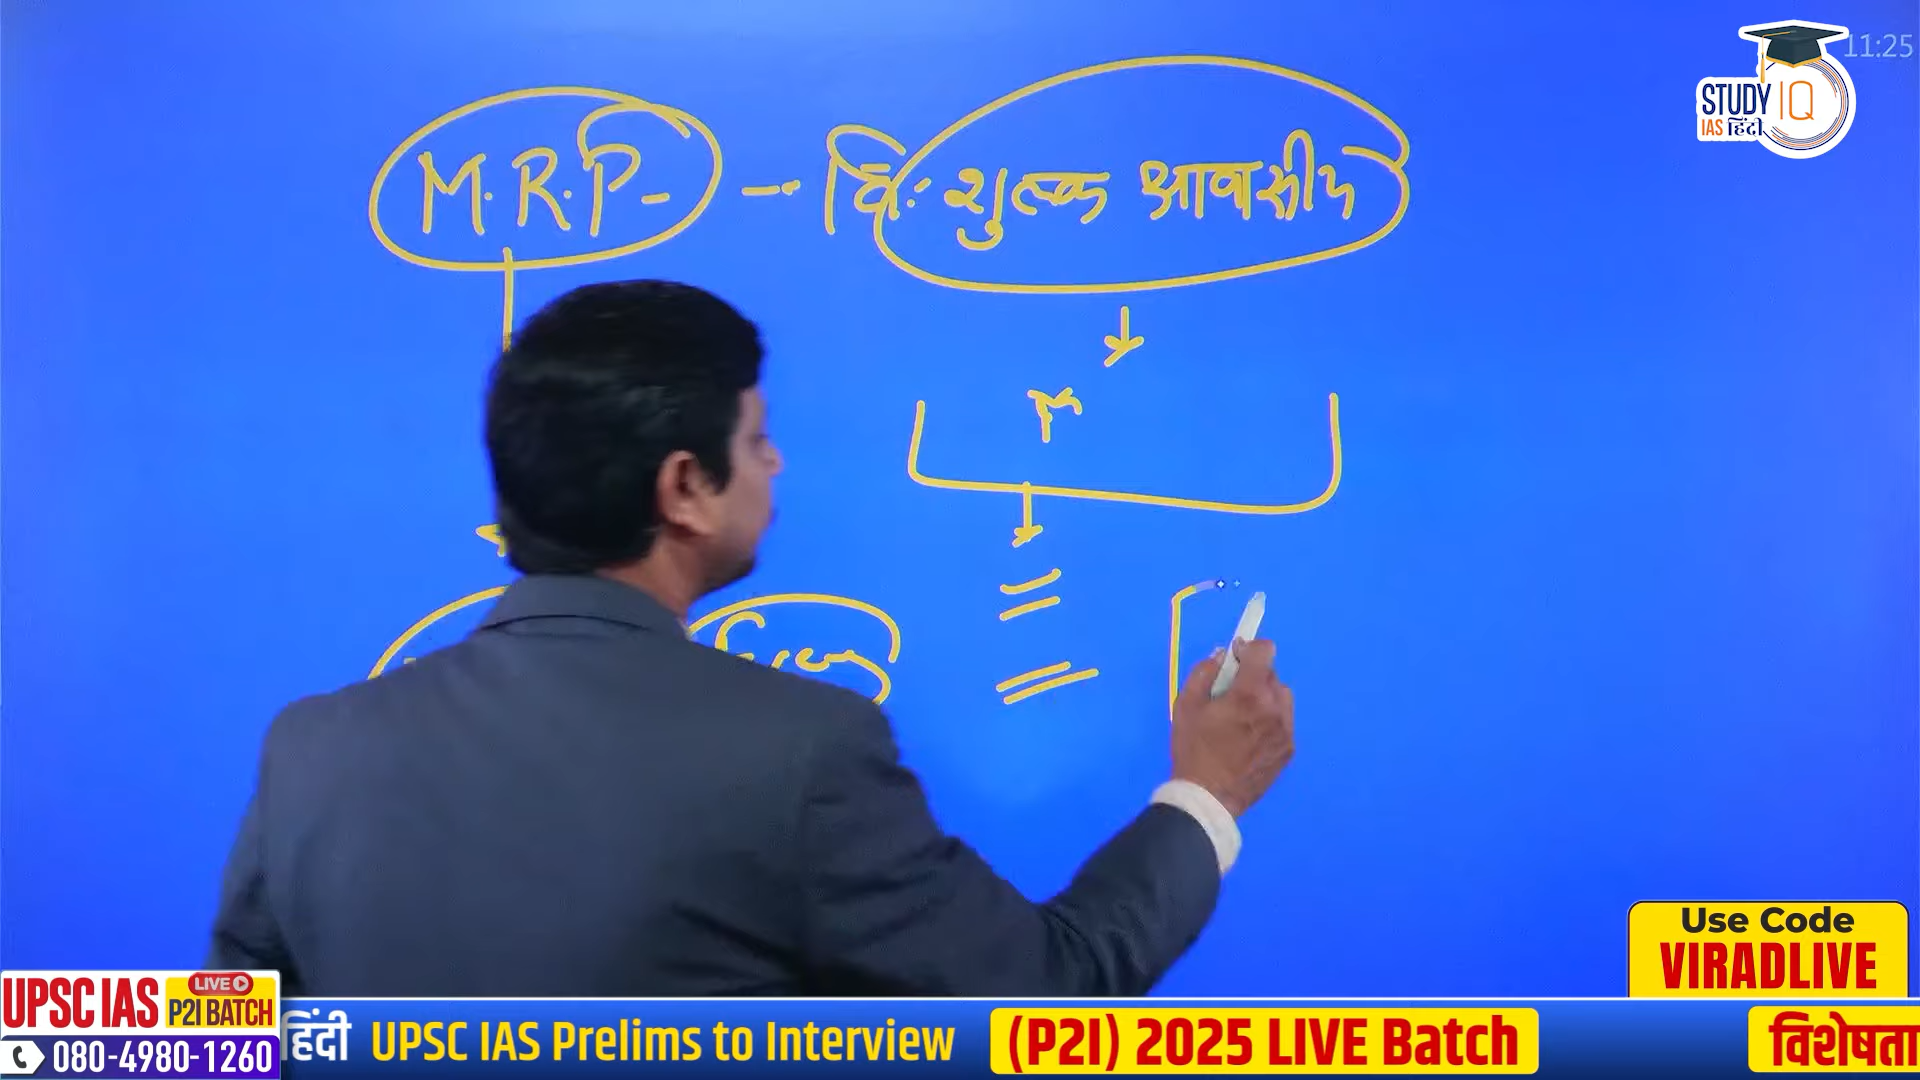 11:25
STUDY IQ
IAS हिंदी
M.R.P. - नि:शुल्क आवासीय
M
Use Code
VIRADLIVE
LIVE
UPSC IAS P2I BATCH
हिंदी UPSC IAS Prelims to Interview (P2I) 2025 LIVE Batch विशेषता
080-4980-1260